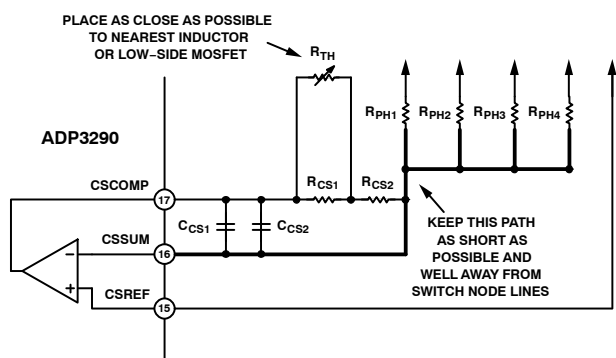 PLACE AS CLOSE AS POSSIBLE
TO NEAREST INDUCTOR
OR LOW–SIDE MOSFET
RTH
RPH1
RPH2
RPH3
RPH4
ADP3290
CSCOMP
17
RCS1
RCS2
CCS1
CCS2
KEEP THIS PATH
AS SHORT AS
POSSIBLE AND
WELL AWAY FROM
SWITCH NODE LINES
CSSUM
16
–
+
CSREF
15